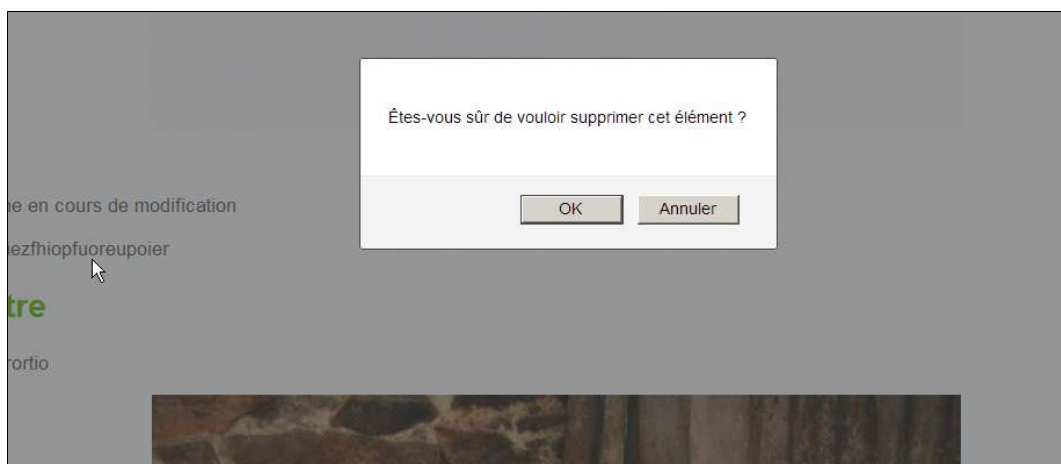 Êtes-vous sûr de vouloir supprimer cet élément ?
OK Annuler
en cours de modification
iezfhiopfuoreupoier
tre
rortio